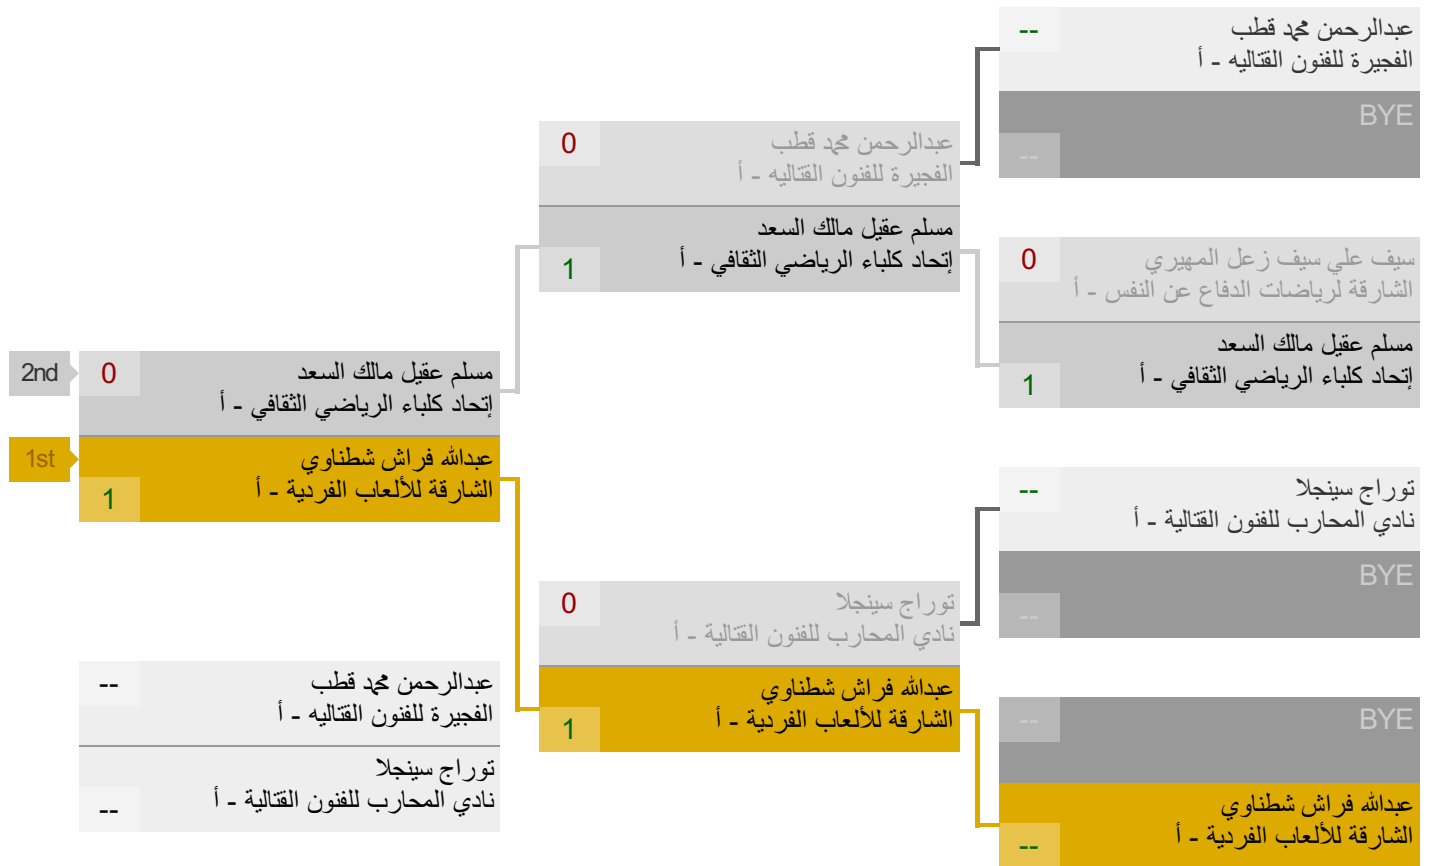 --
عبدالرحمن محمد قطب
الفجيرة للفنون القتاليه - أ
BYE
--
0
عبدالرحمن محمد قطب
الفجيرة للفنون القتاليه - أ
مسلم عقيل مالك السعد
إتحاد كلباء الرياضي الثقافي - أ
1
0
سيف علي سيف زعل المهيري
الشارقة لرياضات الدفاع عن النفس - أ
مسلم عقيل مالك السعد
إتحاد كلباء الرياضي الثقافي - أ
1
2nd
0
مسلم عقيل مالك السعد
إتحاد كلباء الرياضي الثقافي - أ
1st
عبدالله فراش شطناوي
الشارقة للألعاب الفردية - أ
1
--
توراج سينجلا
نادي المحارب للفنون القتالية - أ
BYE
--
0
توراج سينجلا
نادي المحارب للفنون القتالية - أ
عبدالله فراش شطناوي
الشارقة للألعاب الفردية - أ
1
--
عبدالرحمن محمد قطب
الفجيرة للفنون القتاليه - أ
توراج سينجلا
نادي المحارب للفنون القتالية - أ
--
--
BYE
عبدالله فراش شطناوي
الشارقة للألعاب الفردية - أ
--